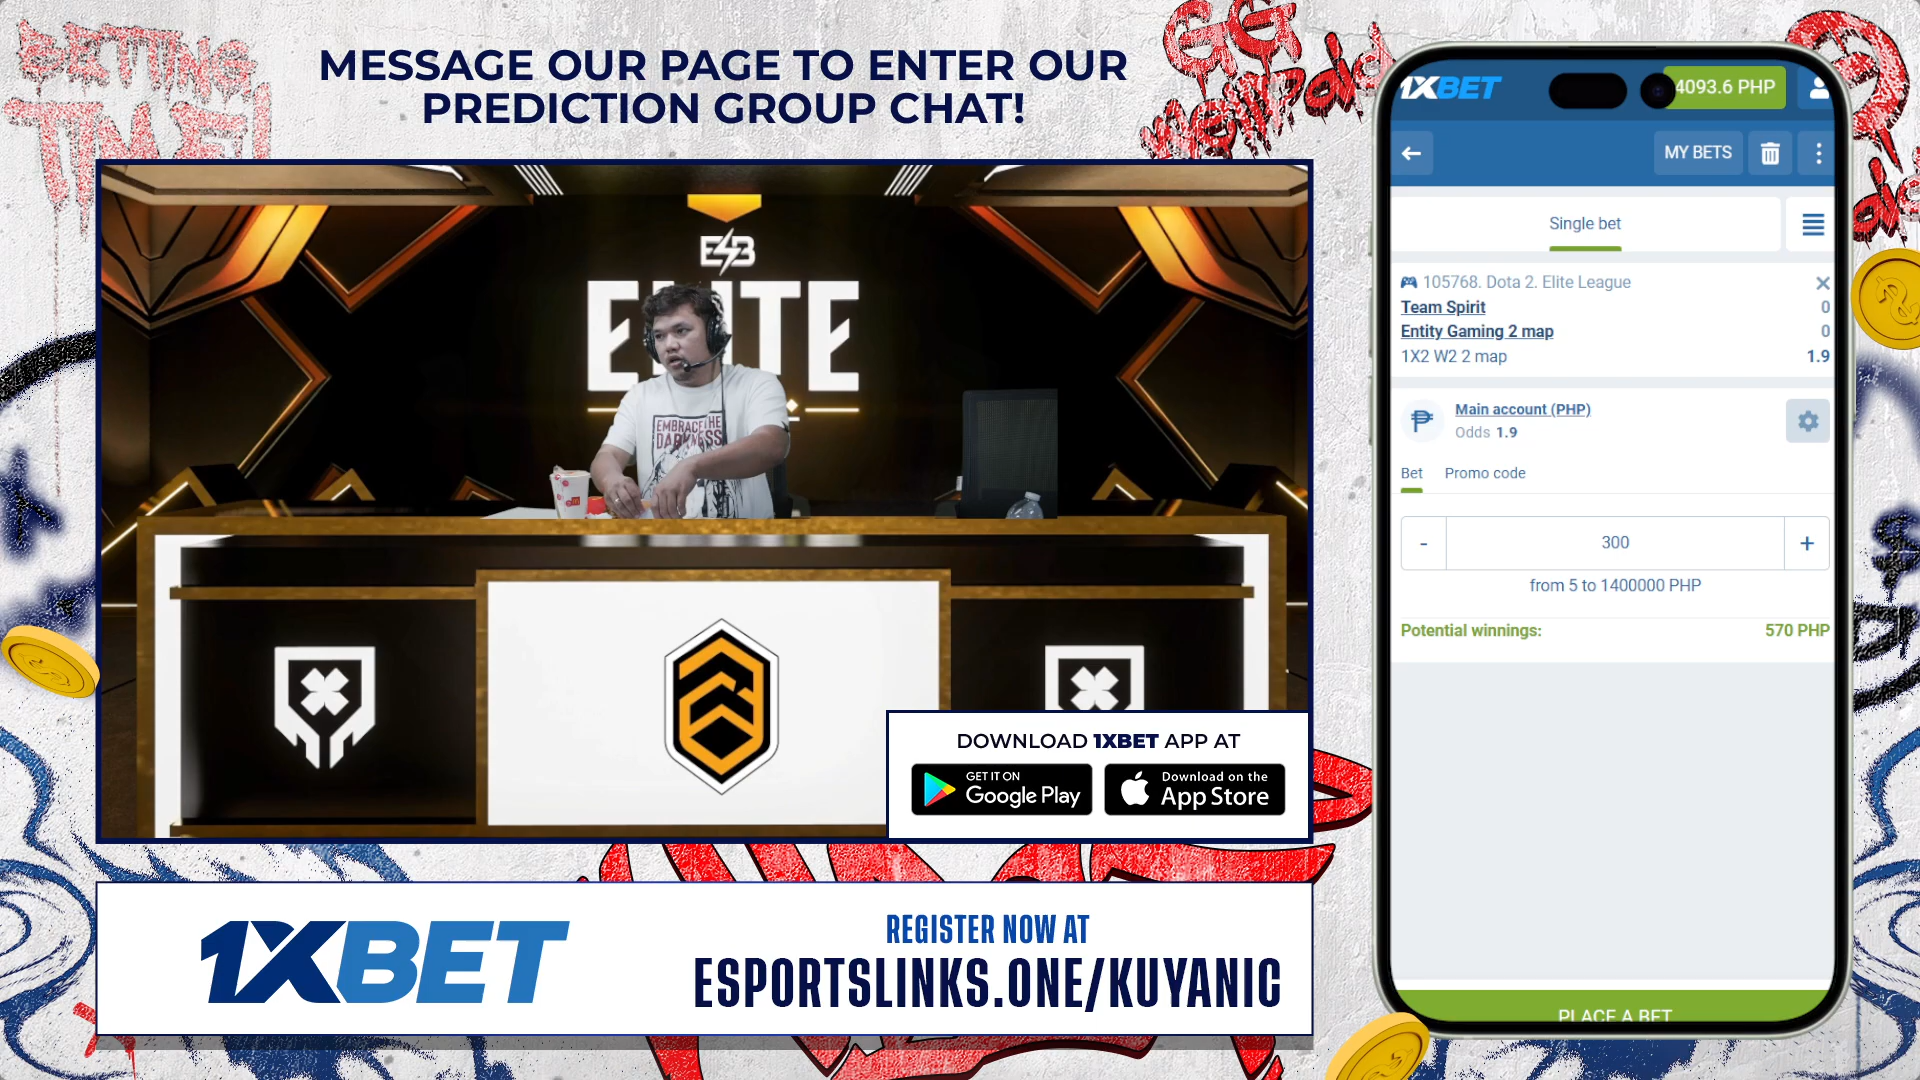 BETTING
TIME!
MESSAGE OUR PAGE TO ENTER OUR
PREDICTION GROUP CHAT!
GG
E
ELITE
EMBRACE THE
DARKNESS
DOWNLOAD 1XBET APP AT
GET IT ON
Google Play
Download on the
App Store
1XBET
REGISTER NOW AT
ESPORTSLINKS.ONE/KUYANIC
1XBET
4093.6 PHP
MY BETS
Single bet
105768. Dota 2. Elite League
Team Spirit
0
Entity Gaming 2 map
0
1X2 W2 2 map
1.9
Main account (PHP)
Odds 1.9
Bet
Promo code
-
300
+
from 5 to 1400000 PHP
Potential winnings:
570 PHP
PLACE A BET